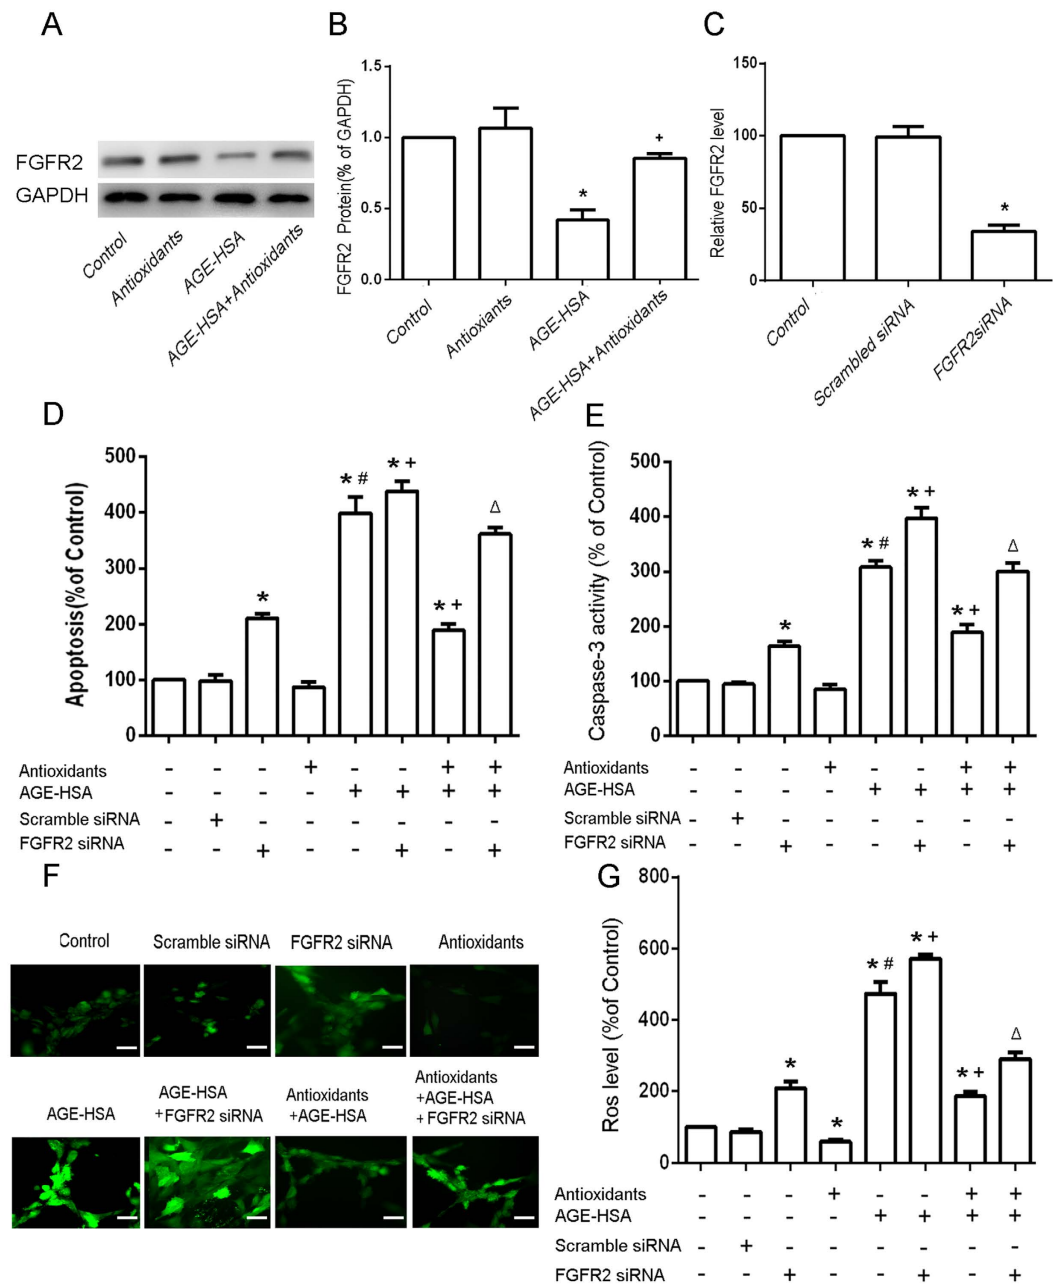 A
FGFR2
GAPDH
Control
Antioxidants
AGE-HSA
AGE-HSA+Antioxidants
B
FGFR2 Protein(% of GAPDH)
1.5
1.0
0.5
0.0
*
+
Control
Antioxiants
AGE-HSA
AGE-HSA+Antioxidants
C
Relative FGFR2 level
150
100
50
0
*
Control
Scrambled siRNA
FGFR2siRNA
D
Apoptosis(%of Control)
500
400
300
200
100
0
*
* #
* +
* +
Δ
Antioxidants - - - + - - + +
AGE-HSA - - - - + + + +
Scramble siRNA - + - - - - - -
FGFR2 siRNA - - + - - + - +
E
Caspase-3 activity (% of Control)
500
400
300
200
100
0
*
* #
* +
* +
Δ
Antioxidants - - - + - - + +
AGE-HSA - - - - + + + +
Scramble siRNA - + - - - - - -
FGFR2 siRNA - - + - - + - +
F
Control
Scramble siRNA
FGFR2 siRNA
Antioxidants
AGE-HSA
AGE-HSA
+FGFR2 siRNA
Antioxidants
+AGE-HSA
Antioxidants
+AGE-HSA
+FGFR2 siRNA
G
Ros level (%of Control)
800
600
400
200
0
*
*
* #
* +
* +
Δ
Antioxidants - - - + - - + +
AGE-HSA - - - - + + + +
Scramble siRNA - + - - - - - -
FGFR2 siRNA - - + - - + - +